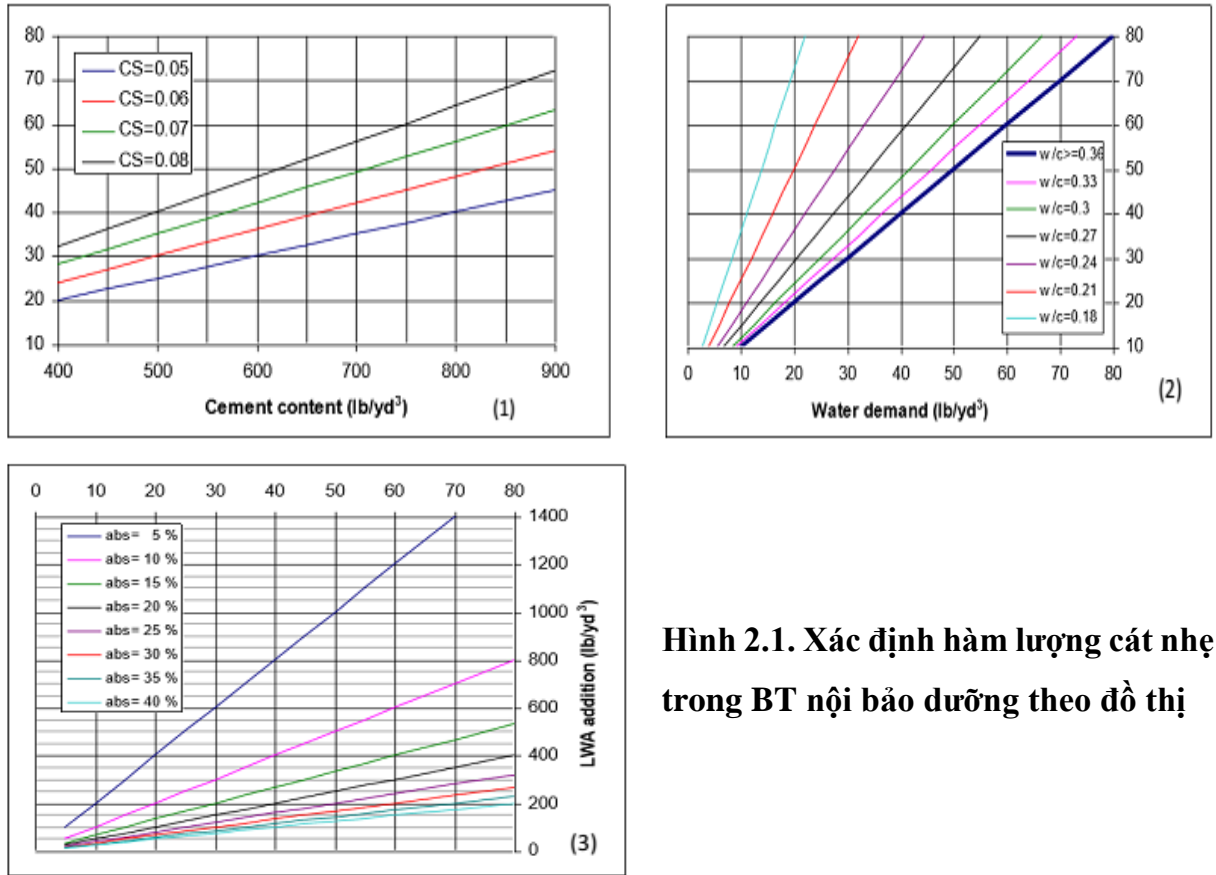 80
70
60
50
40
30
20
10
CS=0.05
CS=0.06
CS=0.07
CS=0.08
400 500 600 700 800 900
Cement content (lb/yd³) (1)
80
70
60
50
40
30
20
10
w/c>=0.36
w/c=0.33
w/c=0.3
w/c=0.27
w/c=0.24
w/c=0.21
w/c=0.18
0 10 20 30 40 50 60 70 80
Water demand (lb/yd³) (2)
0 10 20 30 40 50 60 70 80
abs= 5 %
abs= 10 %
abs= 15 %
abs= 20 %
abs= 25 %
abs= 30 %
abs= 35 %
abs= 40 %
1400
1200
1000
800
600
400
200
0
LWA addition (lb/yd³)
(3)
Hình 2.1. Xác định hàm lượng cát nhẹ
trong BT nội bảo dưỡng theo đồ thị